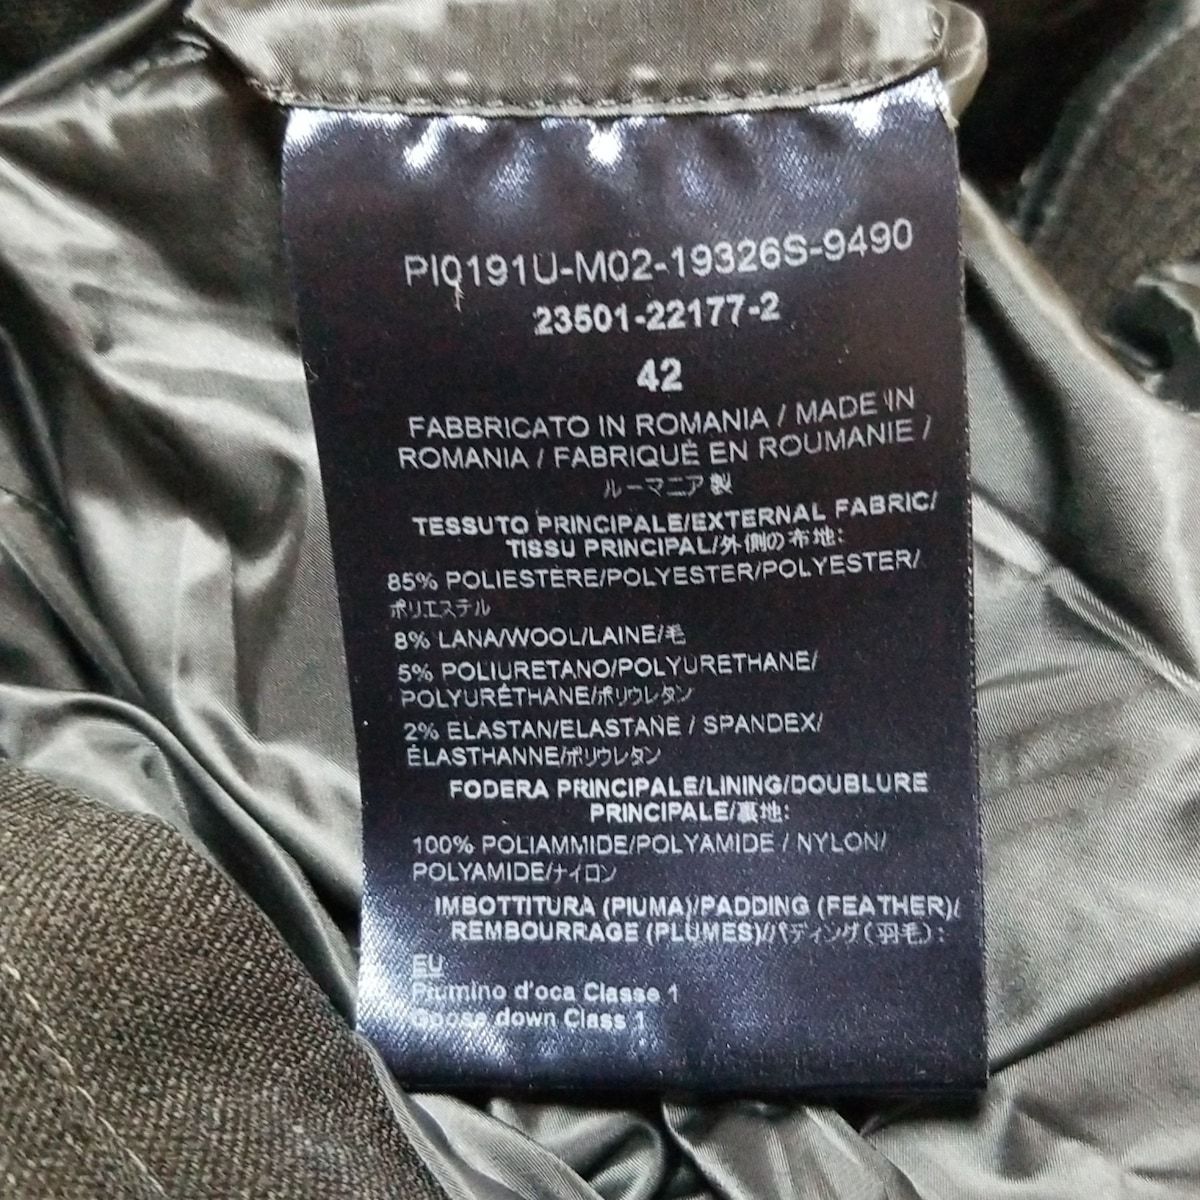 PI0191U-M02-19326S-9490
23501-22177-2
42
FABBRICATO IN ROMANIA / MADE IN
ROMANIA / FABRIQUÉ EN ROUMANIE /
ルーマニア製
TESSUTO PRINCIPALE/EXTERNAL FABRIC/
TISSU PRINCIPAL/外側の布地:
85% POLIESTERE/POLYESTER/POLYESTER/
ポリエステル
8% LANA/WOOL/LAINE/毛
5% POLIURETANO/POLYURETHANE/
POLYURÉTHANE/ポリウレタン
2% ELASTAN/ELASTANE / SPANDEX/
ÉLASTHANNE/ポリウレタン
FODERA PRINCIPALE/LINING/DOUBLURE
PRINCIPALE/裏地:
100% POLIAMMIDE/POLYAMIDE / NYLON/
POLYAMIDE/ナイロン
IMBOTTITURA (PIUMA)/PADDING (FEATHER)/
REMBOURRAGE (PLUMES)/パディング(羽毛):
EU
Piumino d'oca Classe 1
Goose down Class 1